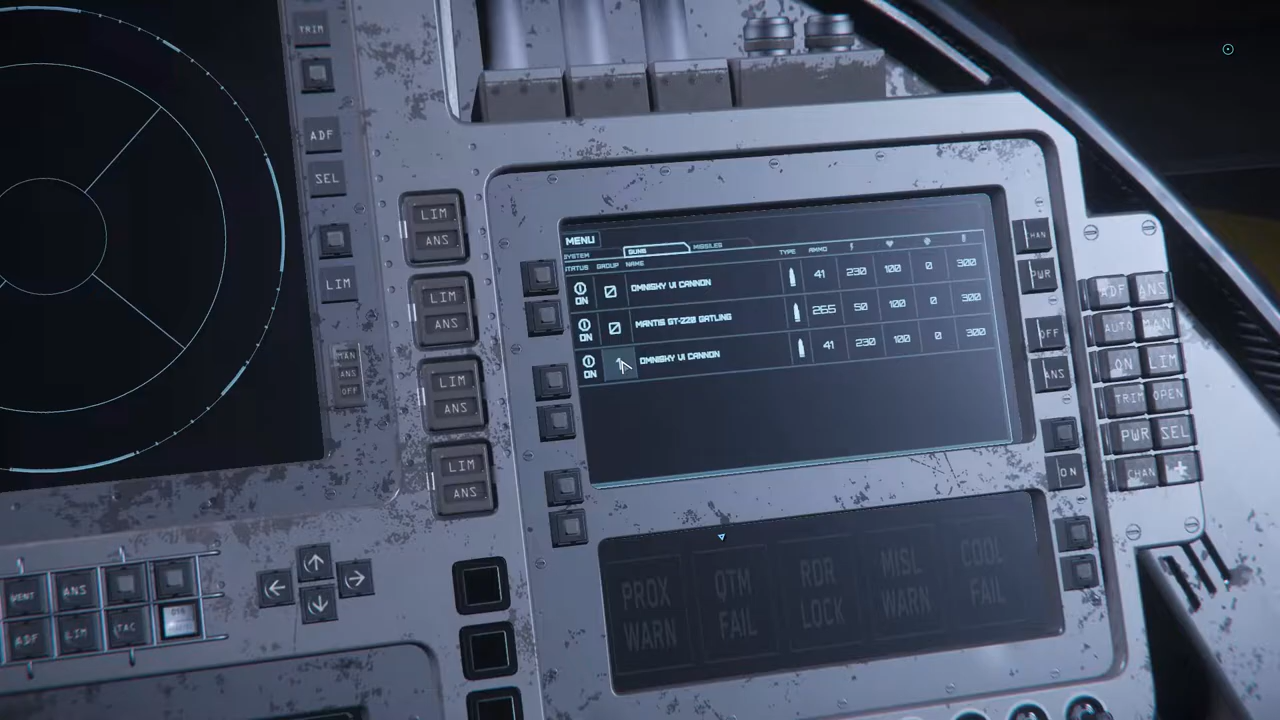 TRIM
ADF
SEL
LIM
MAN
ANS
OFF
LIM
ANS
LIM
ANS
LIM
ANS
LIM
ANS
MENU
SYSTEM GUNS MISSILES
STATUS GROUP NAME TYPE AMMO
ON OMNISKY VI CANNON 41 230 100 0 300
ON MANTIS GT-220 GATLING 265 50 100 0 300
ON OMNISKY VI CANNON 41 230 100 0 300
CHAN
PWR
OFF
ANS
ON
ADF ANS
AUTO MAN
ON LIM
TRIM OPEN
PWR SEL
CHAN
PROX WARN
QTM FAIL
RDR LOCK
MISL WARN
COOL FAIL
VENT ANS
ADF LIM TAC